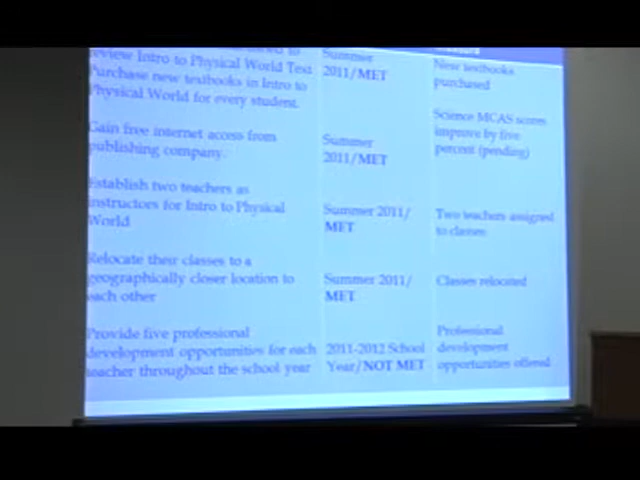 review Intro to Physical World Text
Purchase new textbooks in Intro to
Physical World for every student.
Summer
2011/MET
New textbooks
purchased
Gain free internet access from
publishing company.
Summer
2011/MET
Science MCAS scores
improve by five
percent (pending)
Establish two teachers as
instructors for Intro to Physical
World
Summer 2011/
MET
Two teachers assigned
to classes
Relocate their classes to a
geographically closer location to
each other
Summer 2011/
MET
Classes relocated
Provide five professional
development opportunities for each
teacher throughout the school year
2011-2012 School
Year/NOT MET
Professional
development
opportunities offered